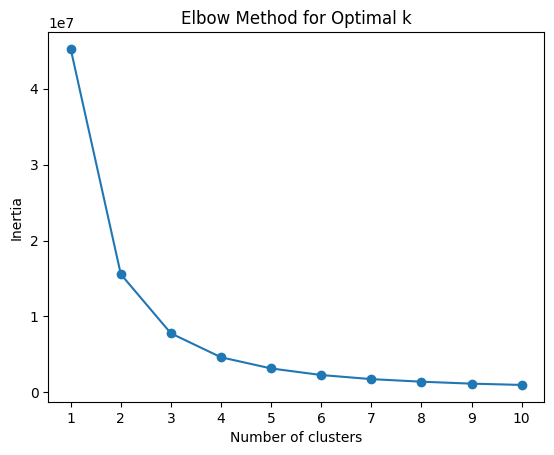 Elbow Method for Optimal k
1e7
4
3
2
1
0
Inertia
1 2 3 4 5 6 7 8 9 10
Number of clusters